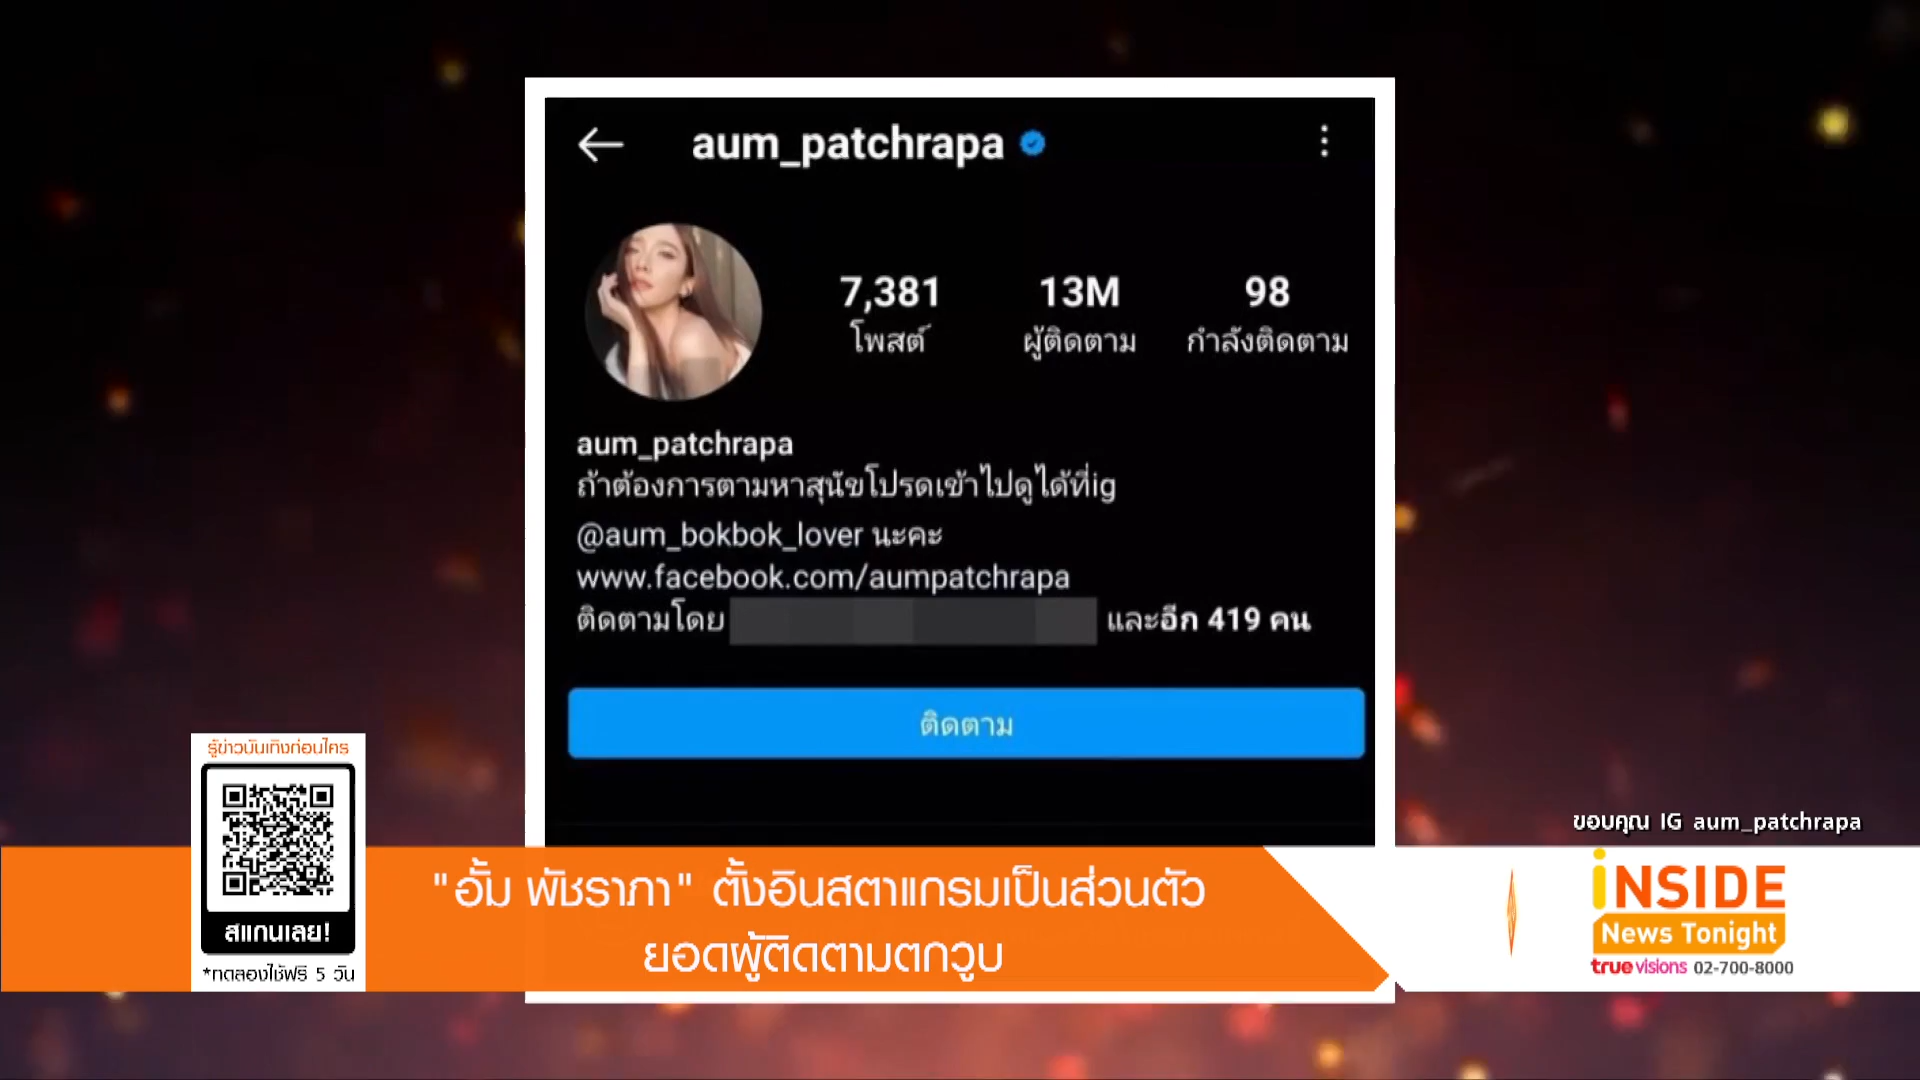 aum_patchrapa
7,381
โพสต์
13M
ผู้ติดตาม
98
กำลังติดตาม
aum_patchrapa
ถ้าต้องการตามหาสุนัขโปรดเข้าไปดูได้ที่ig
@aum_bokbok_lover นะคะ
www.facebook.com/aumpatchrapa
ติดตามโดย และอีก 419 คน
ติดตาม
รู้ข่าวบันเทิงก่อนใคร
สแกนเลย!
*ทดลองใช้ฟรี 5 วัน
"อั้ม พัชราภา" ตั้งอินสตาแกรมเป็นส่วนตัว
ยอดผู้ติดตามตกวูบ
ขอบคุณ IG aum_patchrapa
iNSIDE
News Tonight
truevisions 02-700-8000